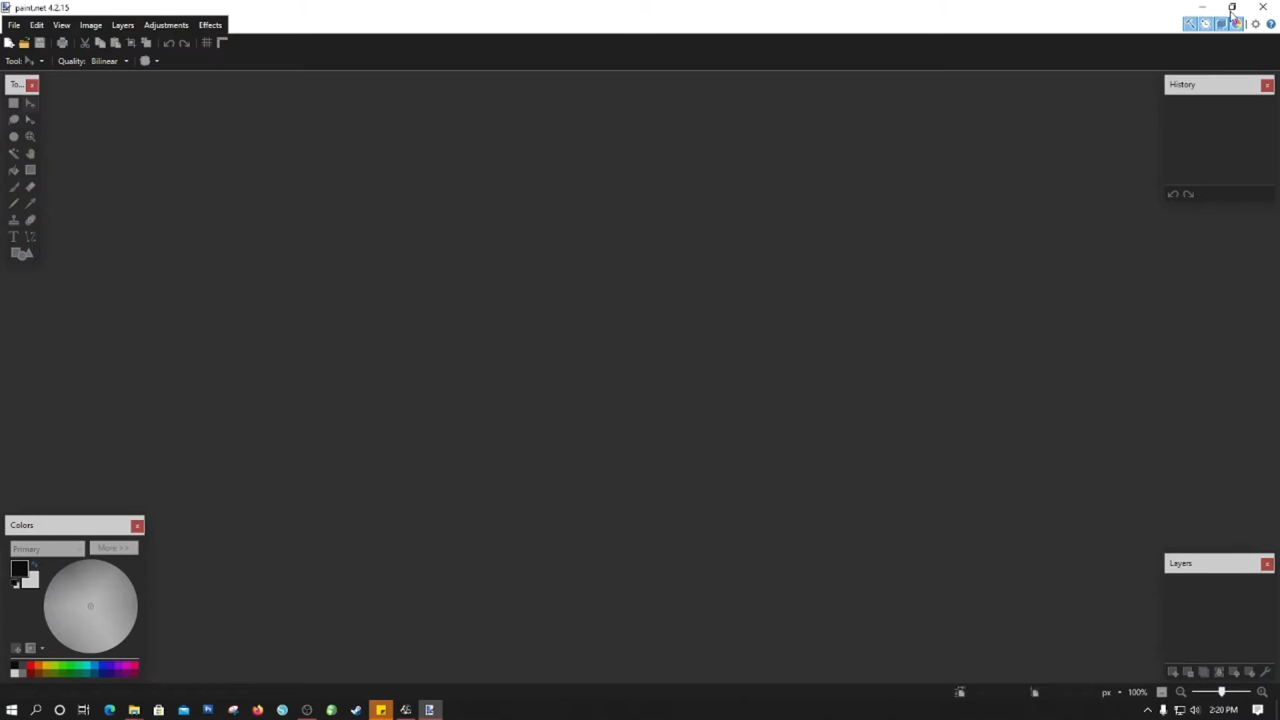 paint.net 4.2.15
File Edit View Image Layers Adjustments Effects
Tool: Quality: Bilinear
To...
History
Colors
Primary More >>
Layers
px 100%
2:20 PM